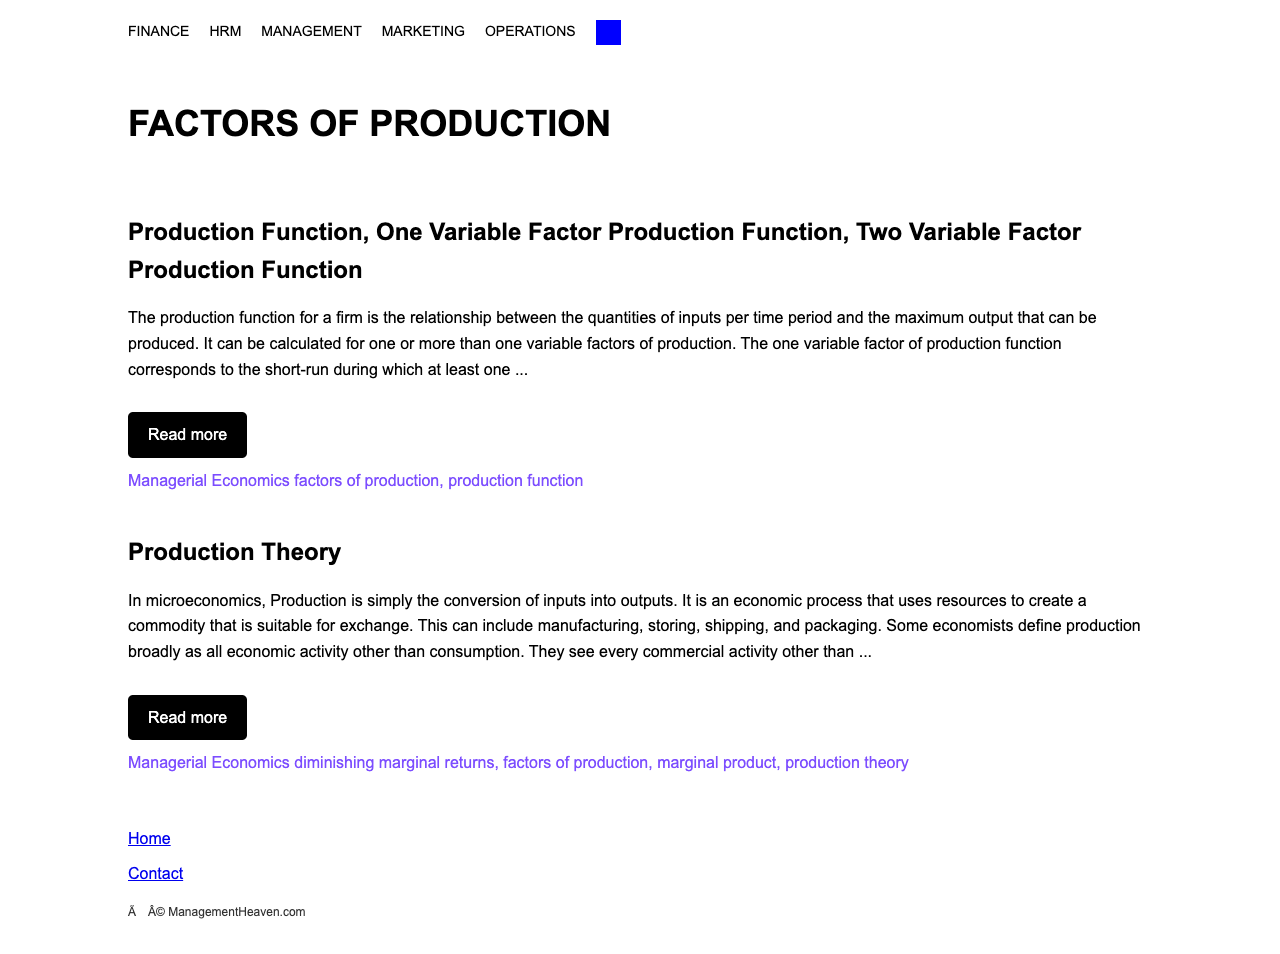 FINANCE HRM MANAGEMENT MARKETING OPERATIONS
FACTORS OF PRODUCTION
Production Function, One Variable Factor Production Function, Two Variable Factor
Production Function
The production function for a firm is the relationship between the quantities of inputs per time period and the maximum output that can be
produced. It can be calculated for one or more than one variable factors of production. The one variable factor of production function
corresponds to the short-run during which at least one ...
Read more
Managerial Economics factors of production, production function
Production Theory
In microeconomics, Production is simply the conversion of inputs into outputs. It is an economic process that uses resources to create a
commodity that is suitable for exchange. This can include manufacturing, storing, shipping, and packaging. Some economists define production
broadly as all economic activity other than consumption. They see every commercial activity other than ...
Read more
Managerial Economics diminishing marginal returns, factors of production, marginal product, production theory
Home
Contact
Ã Â© ManagementHeaven.com